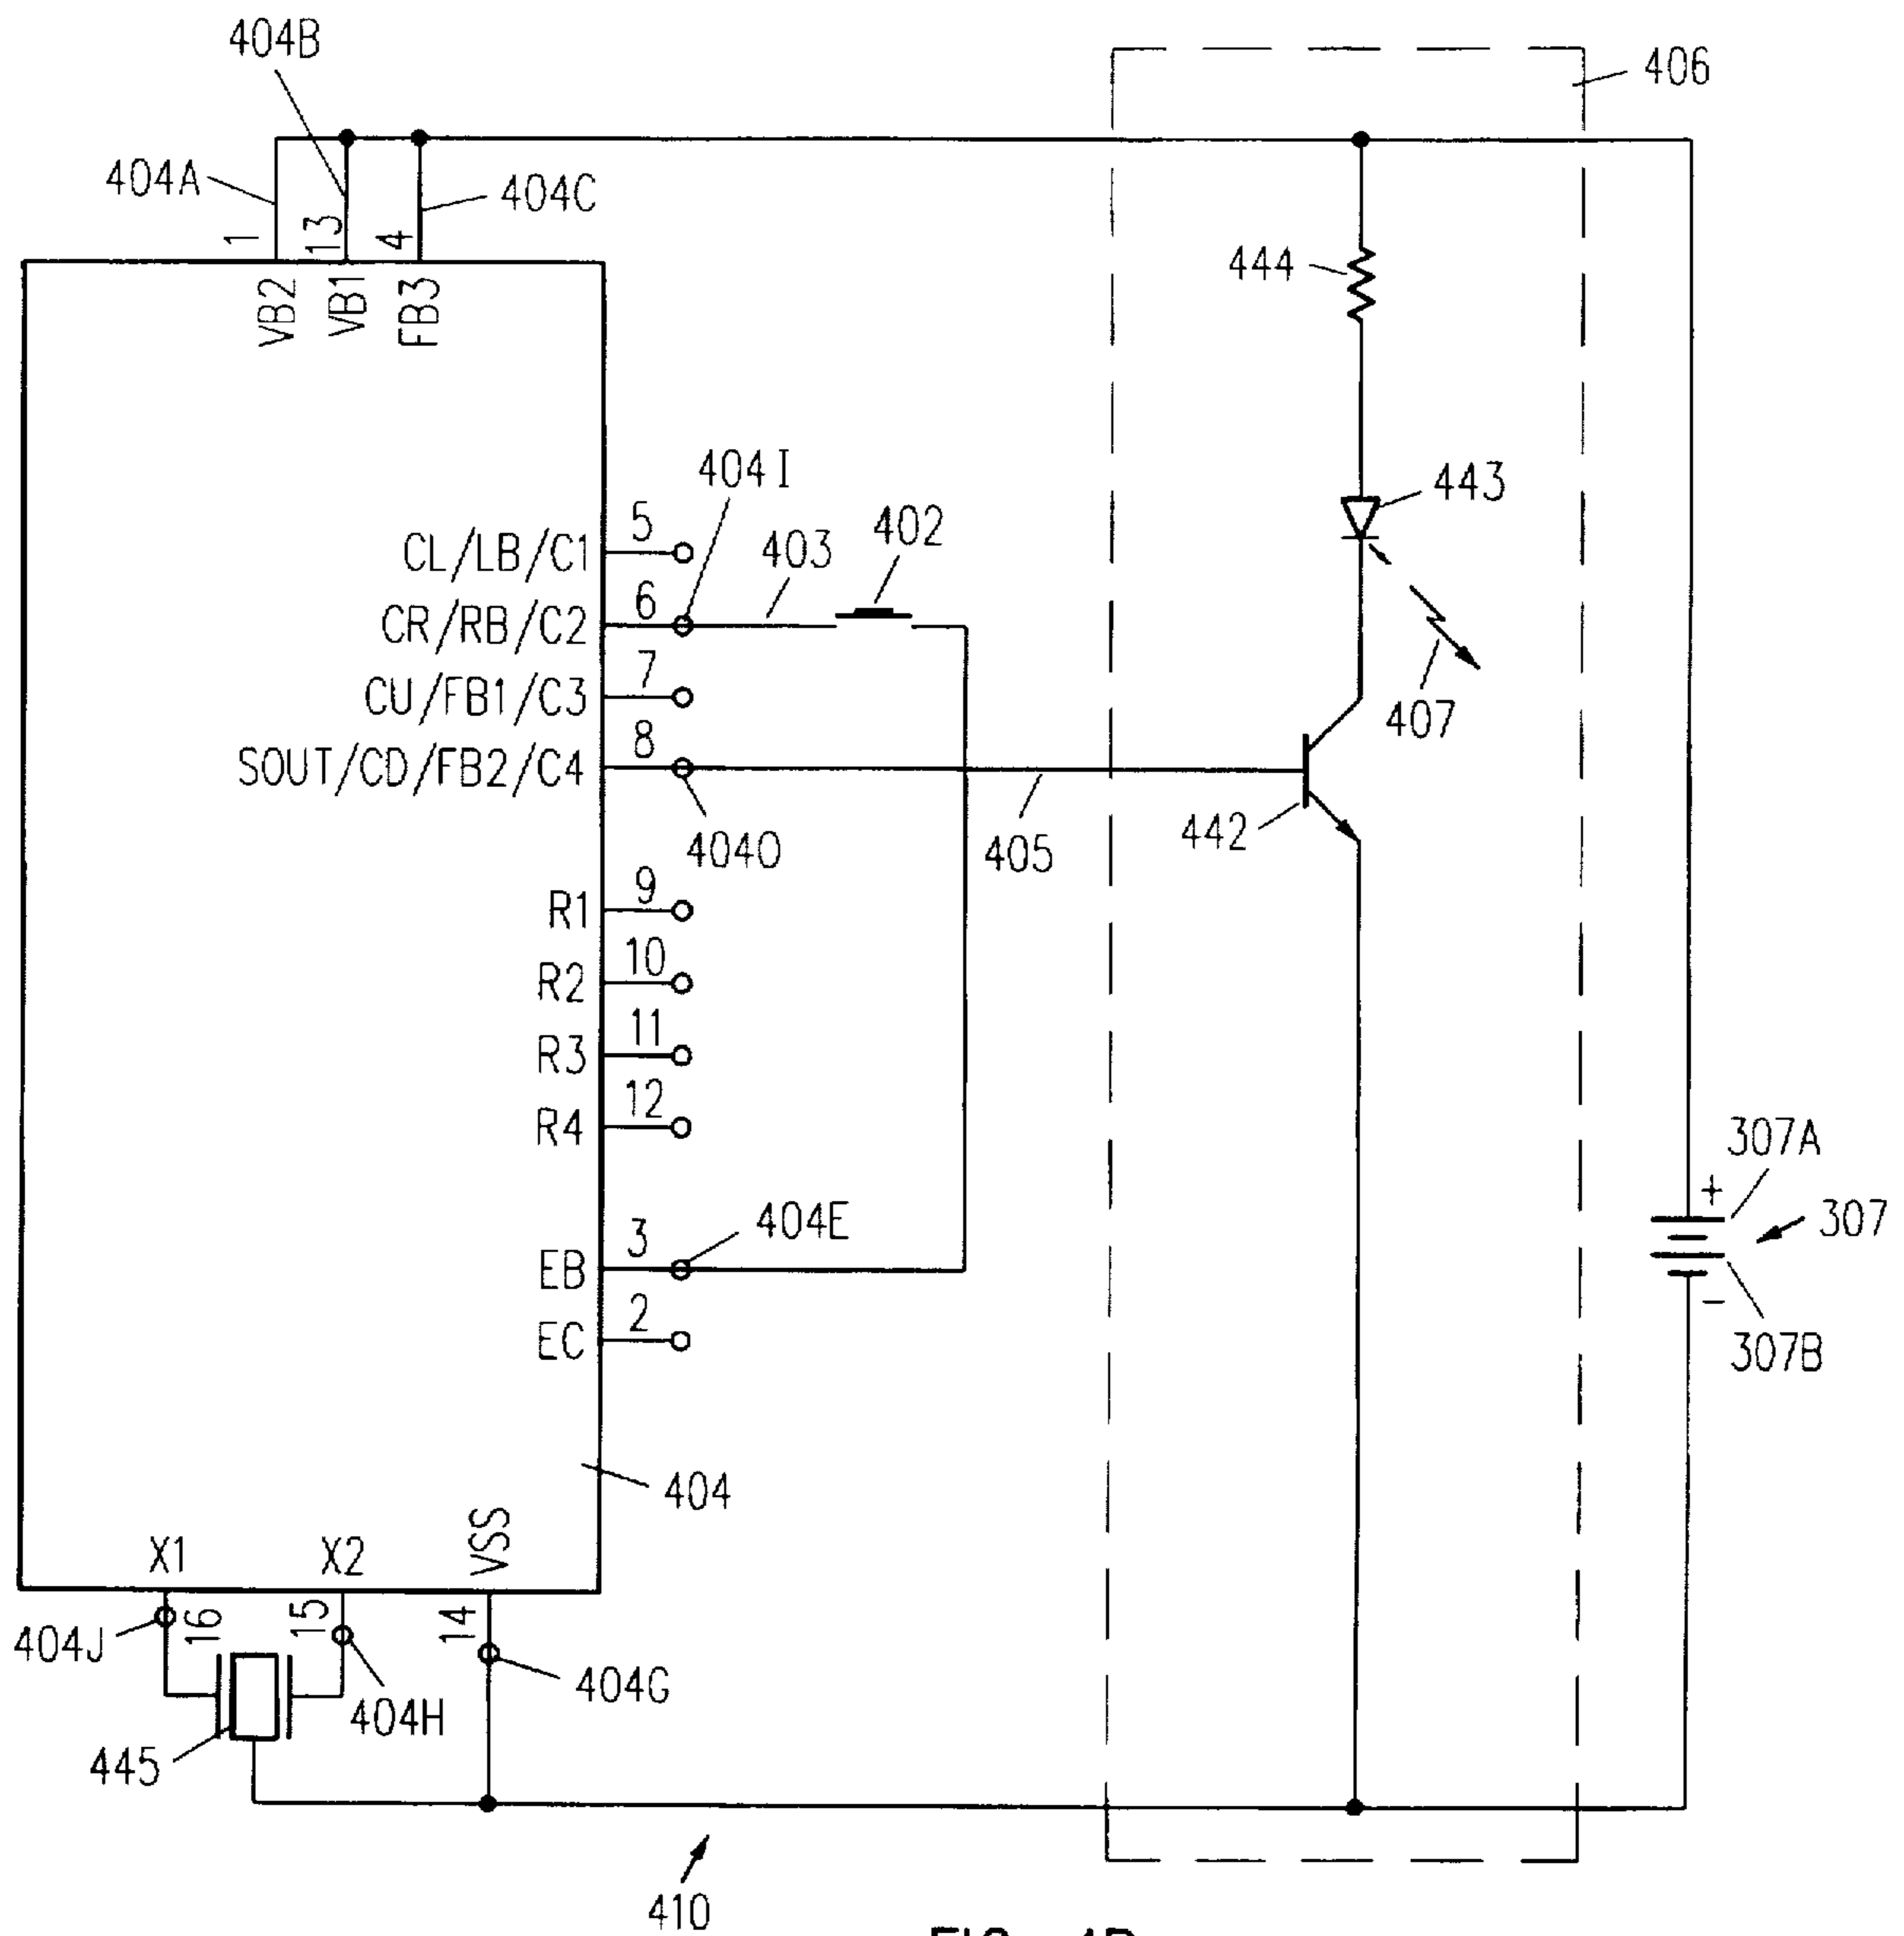 404B
406
404A
404C
1
13
4
VB2
VB1
FB3
444
404I
443
5
402
CL/LB/C1
403
6
CR/RB/C2
7
CU/FB1/C3
407
8
SOUT/CD/FB2/C4
442
404O
405
9
R1
10
R2
11
R3
12
R4
307A
+
404E
307
3
EB
2
–
EC
307B
404
X1
X2
VSS
16
15
14
404J
404G
404H
445
410